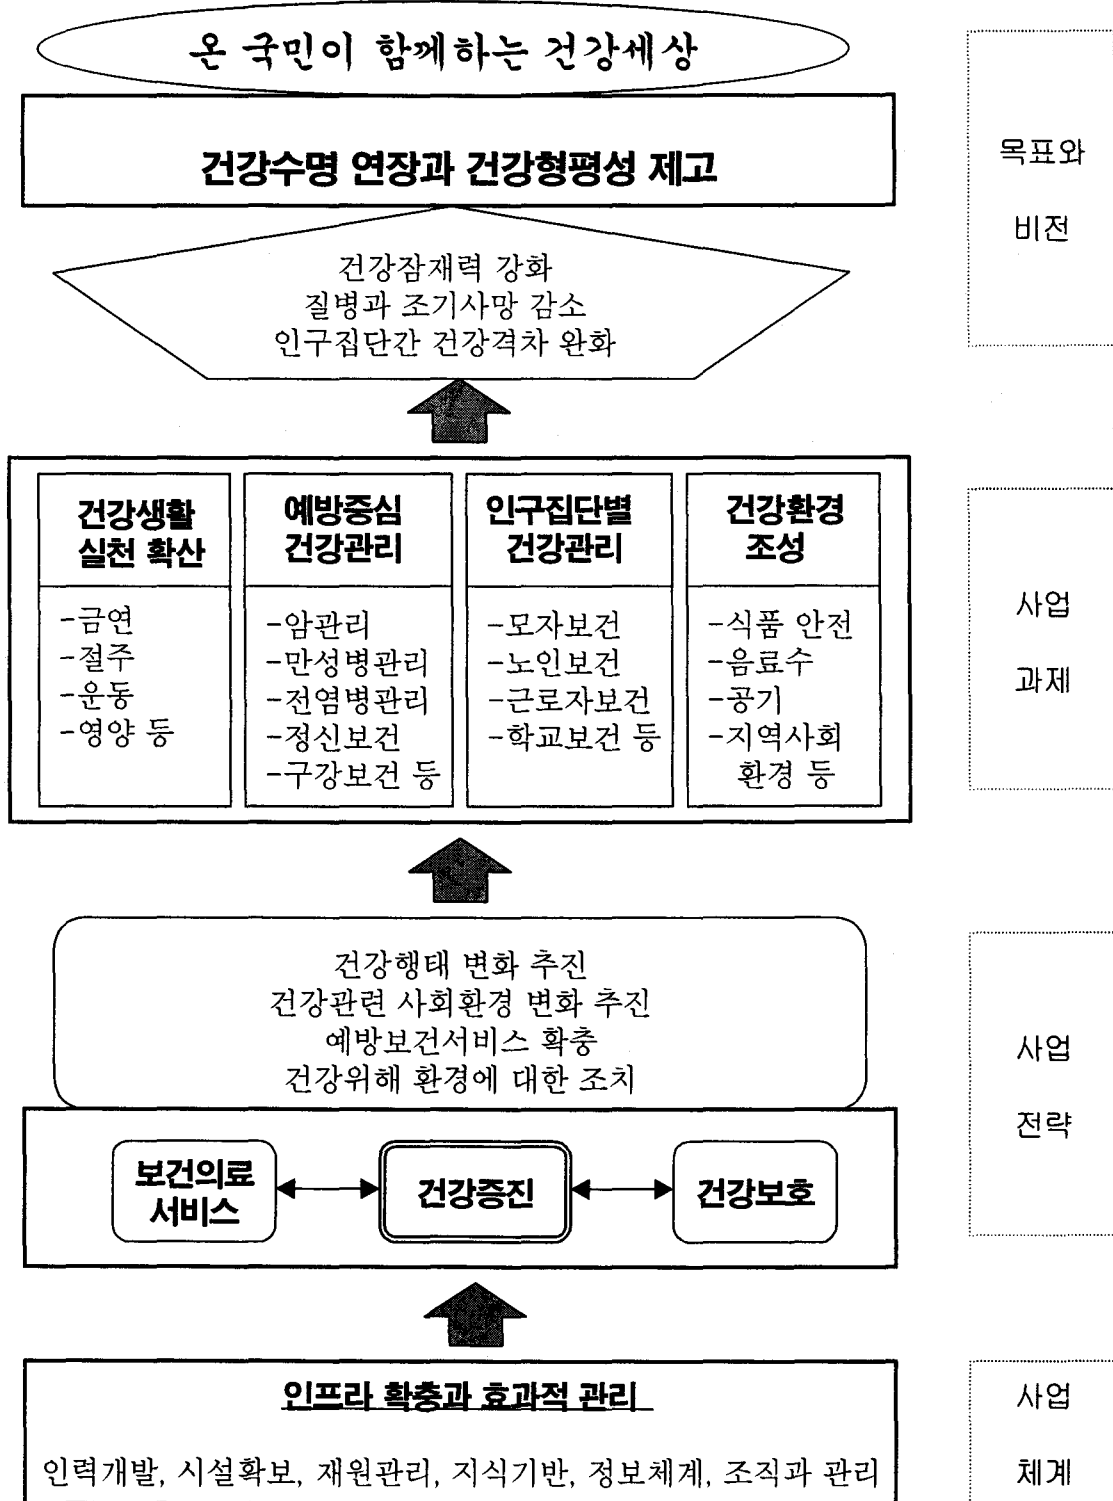 온 국민이 함께하는 건강세상
건강수명 연장과 건강형평성 제고
건강잠재력 강화
질병과 조기사망 감소
인구집단간 건강격차 완화
목표와
비전
건강생활
실천 확산
-금연
-절주
-운동
-영양 등
예방중심
건강관리
-암관리
-만성병관리
-전염병관리
-정신보건
-구강보건 등
인구집단별
건강관리
-모자보건
-노인보건
-근로자보건
-학교보건 등
건강환경
조성
-식품 안전
-음료수
-공기
-지역사회
환경 등
사업
과제
건강행태 변화 추진
건강관련 사회환경 변화 추진
예방보건서비스 확충
건강위해 환경에 대한 조치
보건의료
서비스
건강증진
건강보호
사업
전략
인프라 확충과 효과적 관리
인력개발, 시설확보, 재원관리, 지식기반, 정보체계, 조직과 관리
사업
체계